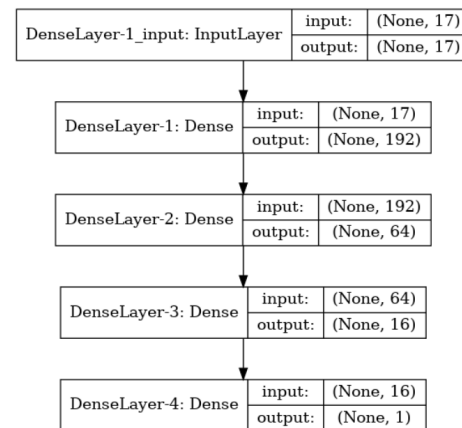 DenseLayer-1_input: InputLayer input: (None, 17)
output: (None, 17)
DenseLayer-1: Dense input: (None, 17)
output: (None, 192)
DenseLayer-2: Dense input: (None, 192)
output: (None, 64)
DenseLayer-3: Dense input: (None, 64)
output: (None, 16)
DenseLayer-4: Dense input: (None, 16)
output: (None, 1)